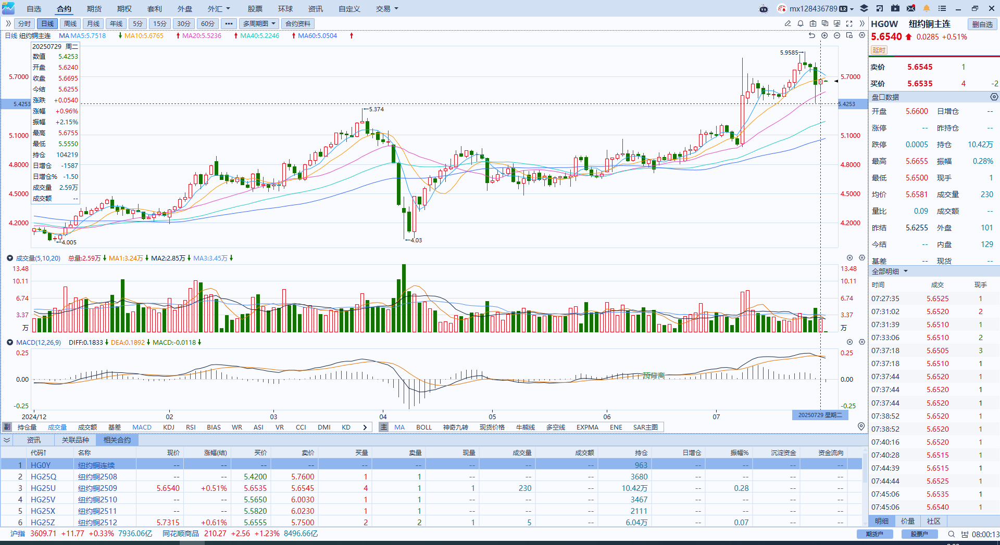 自选 合约 期货 期权 套利 外盘 外汇 股票 环球 资讯 自定义 交易 mx128436789 L2
分时 日线 周线 月线 年线 5分 15分 30分 60分 ••• 多周期图 合约资料
日线 纽约铜主连 MA MA5:5.7518 MA10:5.6765 MA20:5.5236 MA40:5.2246 MA60:5.0504
20250729 周二
数值 5.4253
开盘 5.6240
收盘 5.6695
今结 5.6255
涨跌 +0.0540
涨幅 +0.96%
振幅 +2.15%
最高 5.6755
最低 5.5550
持仓 104219
日增仓 -1587
日增仓% -1.50
成交量 2.59万
成交额 --
5.7000
5.4253
5.1000
4.8000
4.5000
4.2000
5.9585
5.374
4.03
4.005
5.7000
5.4253
5.1000
4.8000
4.5000
4.2000
成交量(5,10,20) 总量:2.59万 MA1:3.24万 MA2:2.85万 MA3:3.45万
13.48 13.48
10.11 10.11
6.74 6.74
3.37 3.37
万 万
MACD(12,26,9) DIFF:0.1833 DEA:0.1892 MACD:-0.0118
0.25 0.25
顶背离
0.00 0.00
-0.25 -0.25
2024/12 02 03 04 05 06 07 20250729 星期二
副 持仓量 成交量 成交额 基差 MACD KDJ RSI BIAS WR ASI VR CCI DMI KD 主 MA BOLL 神奇九转 现货价格 牛熊线 多空线 EXPMA ENE SAR主图
资讯 关联品种 相关合约
代码↑ 名称 现价 涨幅(结) 买价 卖价 买量 卖量 现量 成交量 成交额 持仓 日增仓 振幅% 沉淀资金 资金流向
1 HG0Y 纽约铜连续 -- -- -- -- -- -- -- -- -- 963 -- -- -- --
2 HG25Q 纽约铜2508 -- -- 5.4200 5.7600 1 1 -- -- -- 3680 -- -- -- --
3 HG25U 纽约铜2509 5.6540 +0.51% 5.6535 5.6545 4 1 1 230 -- 10.42万 -- 0.28 -- --
4 HG25V 纽约铜2510 -- -- 5.5650 6.0030 1 1 -- -- -- 3467 -- -- -- --
5 HG25X 纽约铜2511 -- -- 5.5820 6.0230 1 1 -- -- -- 2111 -- -- -- --
6 HG25Z 纽约铜2512 5.7315 +0.61% 5.6555 5.7500 2 2 1 5 -- 6.04万 -- 0.07 -- --
沪指 3609.71 +11.77 +0.33% 7936.06亿 同花顺商品 210.27 +2.56 +1.23% 8496.66亿 期货户 股票户 08:00:13
HG0W 纽约铜主连 删自选
5.6540 0.0285 +0.51%
延时
卖价 5.6545 1
买价 5.6535 4 -2
盘口数据
开盘 5.6600 日增仓 --
涨停 -- 昨持仓 --
跌停 0.0005 持仓 10.42万
最高 5.6655 振幅 0.28%
最低 5.6500 现手 1
均价 5.6581 成交量 230
量比 0.09 成交额 --
昨结 5.6255 外盘 101
今结 -- 内盘 129
基差 -- 现货 --
全部明细
时间 成交 现手
07:27:35 5.6525 1
07:31:02 5.6520 2
07:31:39 5.6510 1
07:33:06 5.6510 2
07:37:18 5.6505 3
07:37:18 5.6510 1
07:37:44 5.6520 1
07:37:44 5.6520 1
07:37:44 5.6520 1
07:38:52 5.6520 1
07:38:52 5.6520 1
07:40:16 5.6520 1
07:40:28 5.6515 1
07:44:39 5.6515 1
07:44:44 5.6525 1
07:45:06 5.6535 1
07:45:06 5.6540 1
明细 价量 社区